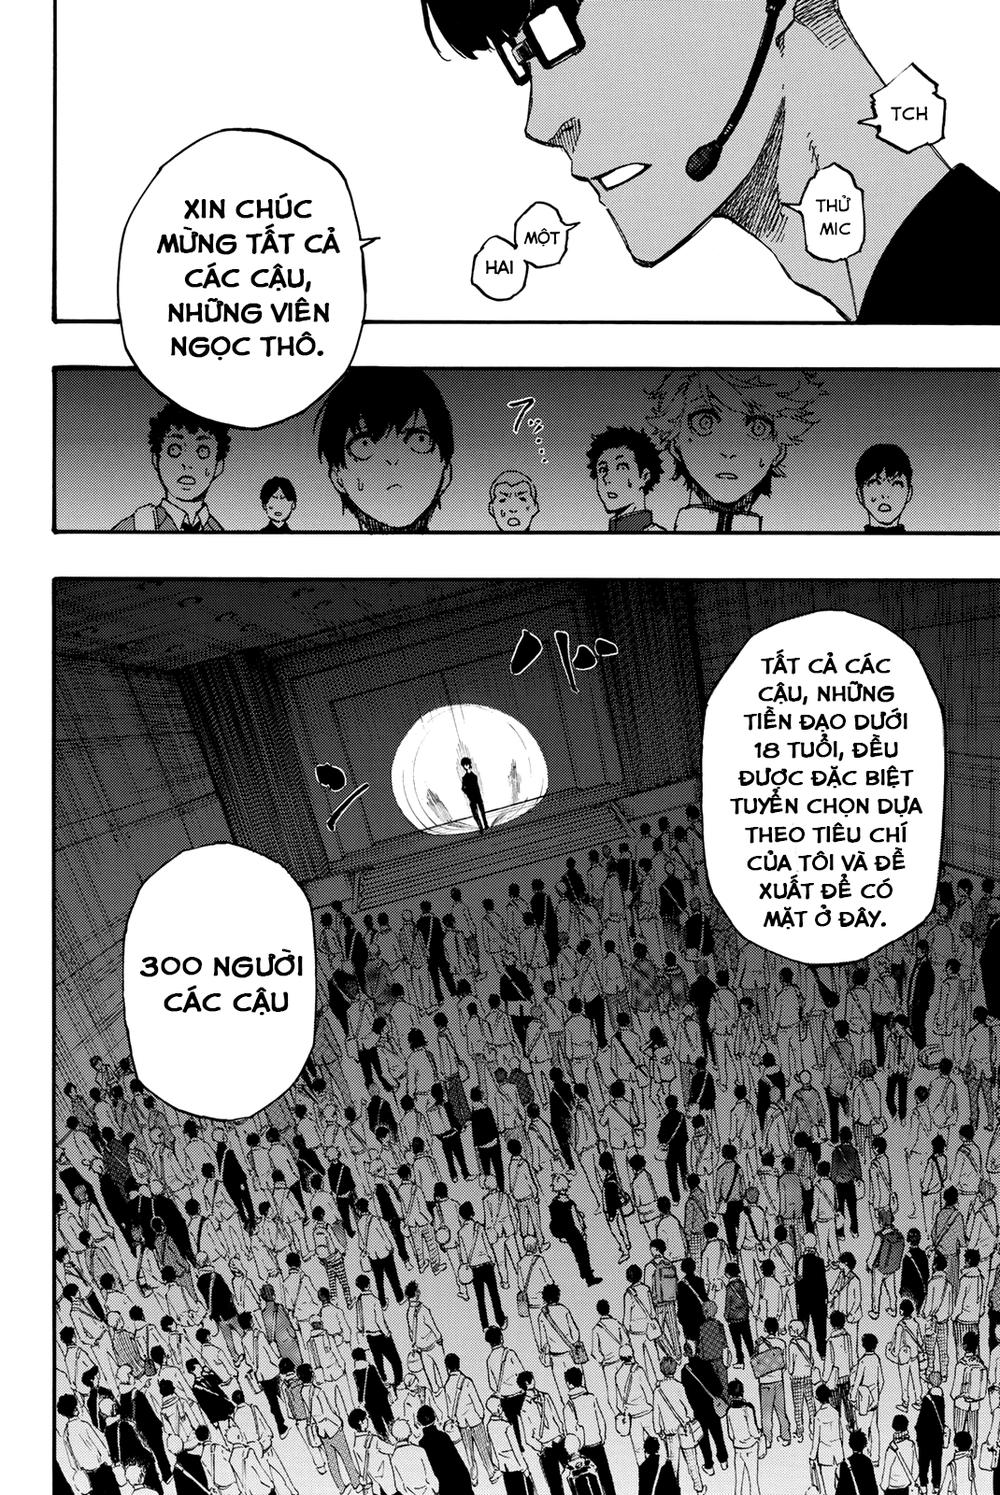 TCH
THỬ
MIC
MỘT
HAI
XIN CHÚC
MỪNG TẤT CẢ
CÁC CẬU,
NHỮNG VIÊN
NGỌC THÔ.
TẤT CẢ CÁC
CẬU, NHỮNG
TIỀN ĐẠO DƯỚI
18 TUỔI, ĐỀU
ĐƯỢC ĐẶC BIỆT
TUYỂN CHỌN DỰA
THEO TIÊU CHÍ
CỦA TÔI VÀ ĐỀ
XUẤT ĐỂ CÓ
MẶT Ở ĐÂY.
300 NGƯỜI
CÁC CẬU